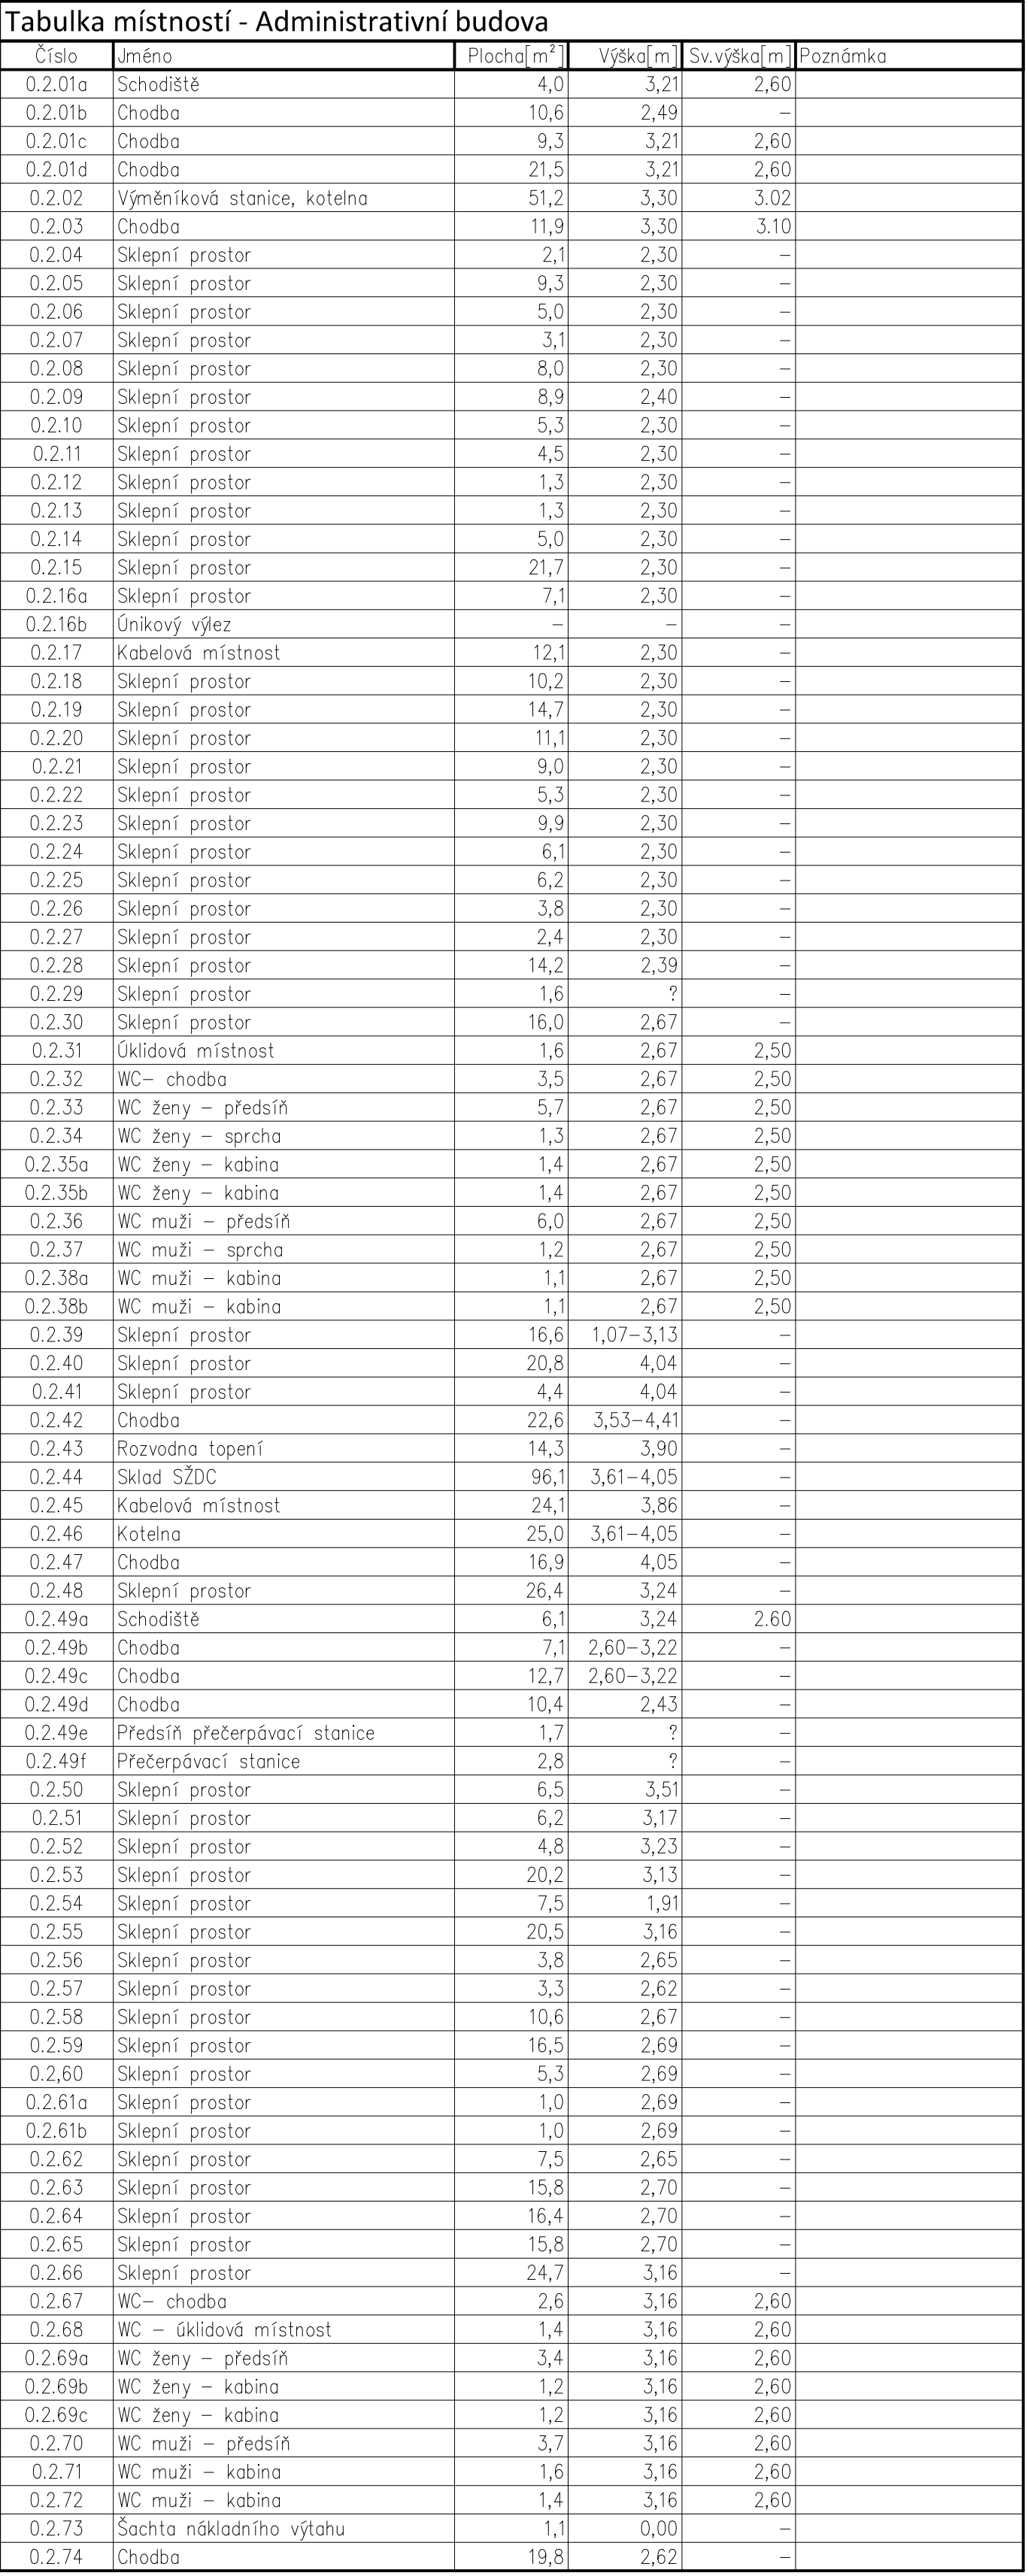 Tabulka místností - Administrativní budova
Číslo Jméno Plocha[m²] Výška[m] Sv.výška[m] Poznámka
0.2.01a Schodiště 4,0 3,21 2,60
0.2.01b Chodba 10,6 2,49 –
0.2.01c Chodba 9,3 3,21 2,60
0.2.01d Chodba 21,5 3,21 2,60
0.2.02 Výměníková stanice, kotelna 51,2 3,30 3.02
0.2.03 Chodba 11,9 3,30 3.10
0.2.04 Sklepní prostor 2,1 2,30 –
0.2.05 Sklepní prostor 9,3 2,30 –
0.2.06 Sklepní prostor 5,0 2,30 –
0.2.07 Sklepní prostor 3,1 2,30 –
0.2.08 Sklepní prostor 8,0 2,30 –
0.2.09 Sklepní prostor 8,9 2,40 –
0.2.10 Sklepní prostor 5,3 2,30 –
0.2.11 Sklepní prostor 4,5 2,30 –
0.2.12 Sklepní prostor 1,3 2,30 –
0.2.13 Sklepní prostor 1,3 2,30 –
0.2.14 Sklepní prostor 5,0 2,30 –
0.2.15 Sklepní prostor 21,7 2,30 –
0.2.16a Sklepní prostor 7,1 2,30 –
0.2.16b Únikový výlez – – –
0.2.17 Kabelová místnost 12,1 2,30 –
0.2.18 Sklepní prostor 10,2 2,30 –
0.2.19 Sklepní prostor 14,7 2,30 –
0.2.20 Sklepní prostor 11,1 2,30 –
0.2.21 Sklepní prostor 9,0 2,30 –
0.2.22 Sklepní prostor 5,3 2,30 –
0.2.23 Sklepní prostor 9,9 2,30 –
0.2.24 Sklepní prostor 6,1 2,30 –
0.2.25 Sklepní prostor 6,2 2,30 –
0.2.26 Sklepní prostor 3,8 2,30 –
0.2.27 Sklepní prostor 2,4 2,30 –
0.2.28 Sklepní prostor 14,2 2,39 –
0.2.29 Sklepní prostor 1,6 ? –
0.2.30 Sklepní prostor 16,0 2,67 –
0.2.31 Úklidová místnost 1,6 2,67 2,50
0.2.32 WC– chodba 3,5 2,67 2,50
0.2.33 WC ženy – předsíň 5,7 2,67 2,50
0.2.34 WC ženy – sprcha 1,3 2,67 2,50
0.2.35a WC ženy – kabina 1,4 2,67 2,50
0.2.35b WC ženy – kabina 1,4 2,67 2,50
0.2.36 WC muži – předsíň 6,0 2,67 2,50
0.2.37 WC muži – sprcha 1,2 2,67 2,50
0.2.38a WC muži – kabina 1,1 2,67 2,50
0.2.38b WC muži – kabina 1,1 2,67 2,50
0.2.39 Sklepní prostor 16,6 1,07–3,13 –
0.2.40 Sklepní prostor 20,8 4,04 –
0.2.41 Sklepní prostor 4,4 4,04 –
0.2.42 Chodba 22,6 3,53–4,41 –
0.2.43 Rozvodna topení 14,3 3,90 –
0.2.44 Sklad SŽDC 96,1 3,61–4,05 –
0.2.45 Kabelová místnost 24,1 3,86 –
0.2.46 Kotelna 25,0 3,61–4,05 –
0.2.47 Chodba 16,9 4,05 –
0.2.48 Sklepní prostor 26,4 3,24 –
0.2.49a Schodiště 6,1 3,24 2.60
0.2.49b Chodba 7,1 2,60–3,22 –
0.2.49c Chodba 12,7 2,60–3,22 –
0.2.49d Chodba 10,4 2,43 –
0.2.49e Předsíň přečerpávací stanice 1,7 ? –
0.2.49f Přečerpávací stanice 2,8 ? –
0.2.50 Sklepní prostor 6,5 3,51 –
0.2.51 Sklepní prostor 6,2 3,17 –
0.2.52 Sklepní prostor 4,8 3,23 –
0.2.53 Sklepní prostor 20,2 3,13 –
0.2.54 Sklepní prostor 7,5 1,91 –
0.2.55 Sklepní prostor 20,5 3,16 –
0.2.56 Sklepní prostor 3,8 2,65 –
0.2.57 Sklepní prostor 3,3 2,62 –
0.2.58 Sklepní prostor 10,6 2,67 –
0.2.59 Sklepní prostor 16,5 2,69 –
0.2,60 Sklepní prostor 5,3 2,69 –
0.2.61a Sklepní prostor 1,0 2,69 –
0.2.61b Sklepní prostor 1,0 2,69 –
0.2.62 Sklepní prostor 7,5 2,65 –
0.2.63 Sklepní prostor 15,8 2,70 –
0.2.64 Sklepní prostor 16,4 2,70 –
0.2.65 Sklepní prostor 15,8 2,70 –
0.2.66 Sklepní prostor 24,7 3,16 –
0.2.67 WC– chodba 2,6 3,16 2,60
0.2.68 WC – úklidová místnost 1,4 3,16 2,60
0.2.69a WC ženy – předsíň 3,4 3,16 2,60
0.2.69b WC ženy – kabina 1,2 3,16 2,60
0.2.69c WC ženy – kabina 1,2 3,16 2,60
0.2.70 WC muži – předsíň 3,7 3,16 2,60
0.2.71 WC muži – kabina 1,6 3,16 2,60
0.2.72 WC muži – kabina 1,4 3,16 2,60
0.2.73 Šachta nákladního výtahu 1,1 0,00 –
0.2.74 Chodba 19,8 2,62 –